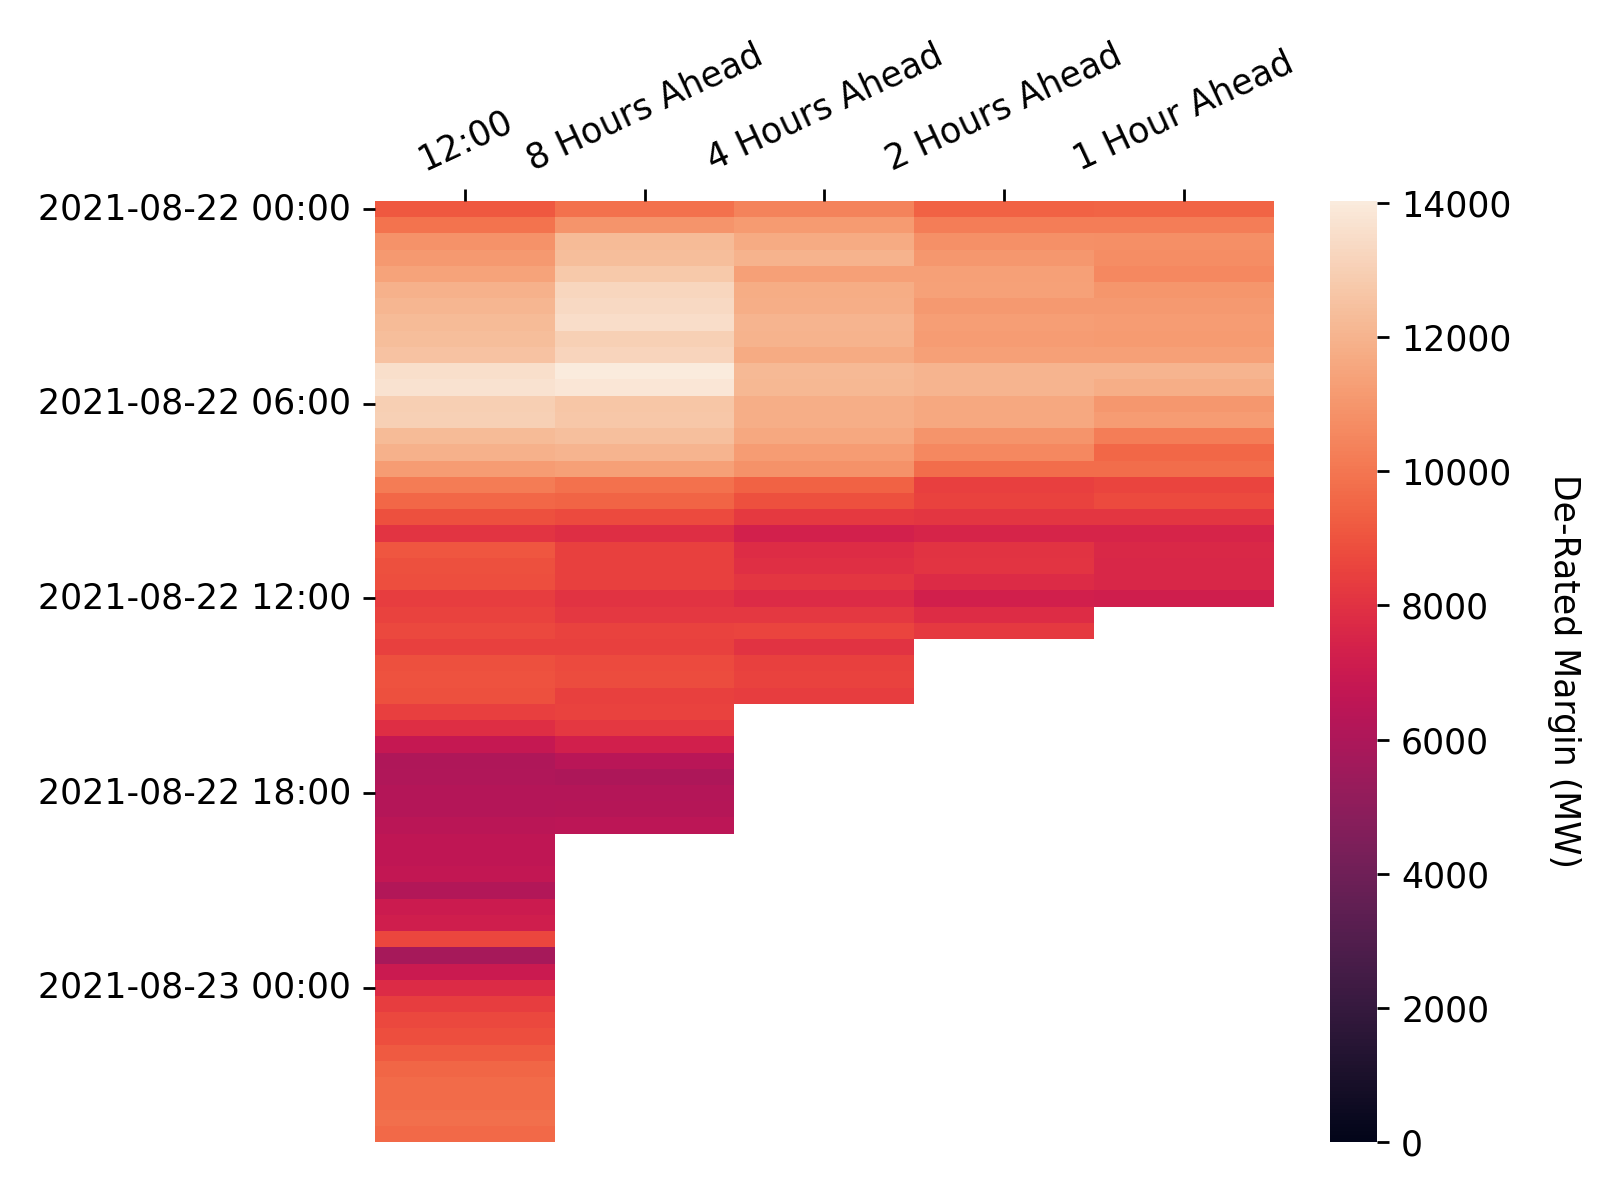 12:00
8 Hours Ahead
4 Hours Ahead
2 Hours Ahead
1 Hour Ahead
2021-08-22 00:00
2021-08-22 06:00
2021-08-22 12:00
2021-08-22 18:00
2021-08-23 00:00
14000
12000
10000
8000
6000
4000
2000
0
De-Rated Margin (MW)